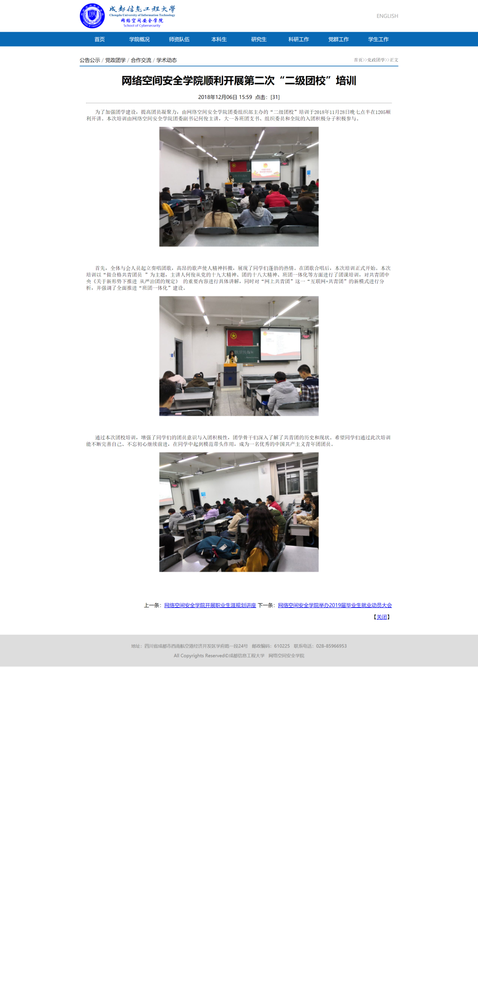 成都信息工程大學
Chengdu University of Information Technology
网络空间安全学院
School of Cybersecurity
ENGLISH
首页 学院概况 师资队伍 本科生 研究生 科研工作 党群工作 学生工作
公告公示 / 党政团学 / 合作交流 / 学术动态
首页>>党政团学>>正文
网络空间安全学院顺利开展第二次“二级团校”培训
2018年12月06日 15:59 点击：[31]
为了加强团学建设，提高团员凝聚力，由网络空间安全学院团委组织部主办的“二级团校”培训于2018年11月28日晚七点半在1205顺
利开讲。本次培训由网络空间安全学院团委副书记何俊主讲，大一各班团支书、组织委员和全院的入团积极分子积极参与。
首先，全体与会人员起立奏唱团歌，高昂的歌声使人精神抖擞，展现了同学们蓬勃的热情。在团歌合唱后，本次培训正式开始。本次
培训以“做合格共青团员 ”为主题，主讲人何俊从党的十九大精神、团的十八大精神、班团一体化等方面进行了团课培训，对共青团中
央《关于新形势下推进 从严治团的规定》 的重要内容进行具体讲解，同时对“网上共青团”这一“互联网+共青团”的新模式进行分
析，并强调了全面推进“班团一体化”建设。
通过本次团校培训，增强了同学们的团员意识与入团积极性，团学骨干们深入了解了共青团的历史和现状。希望同学们通过此次培训
能不断完善自己、不忘初心继续前进，在同学中起到模范带头作用，成为一名优秀的中国共产主义青年团团员。
上一条：网络空间安全学院开展职业生涯规划讲座 下一条：网络空间安全学院举办2019届毕业生就业动员大会
【关闭】
地址：四川省成都市西南航空港经济开发区学府路一段24号 邮政编码：610225 联系电话：028-85966953
All Copyrights Reserved©成都信息工程大学 网络空间安全学院